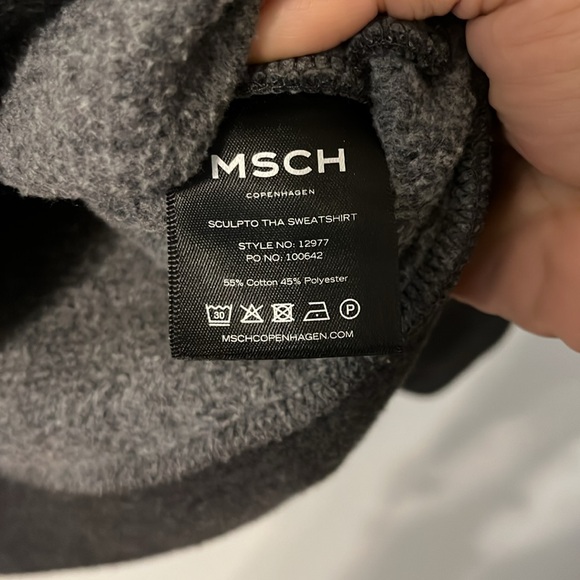 MSCH
COPENHAGEN
SCULPTO THA SWEATSHIRT
STYLE NO: 12977
PO NO: 100642
55% Cotton 45% Polyester
30 P
MSCHCOPENHAGEN.COM